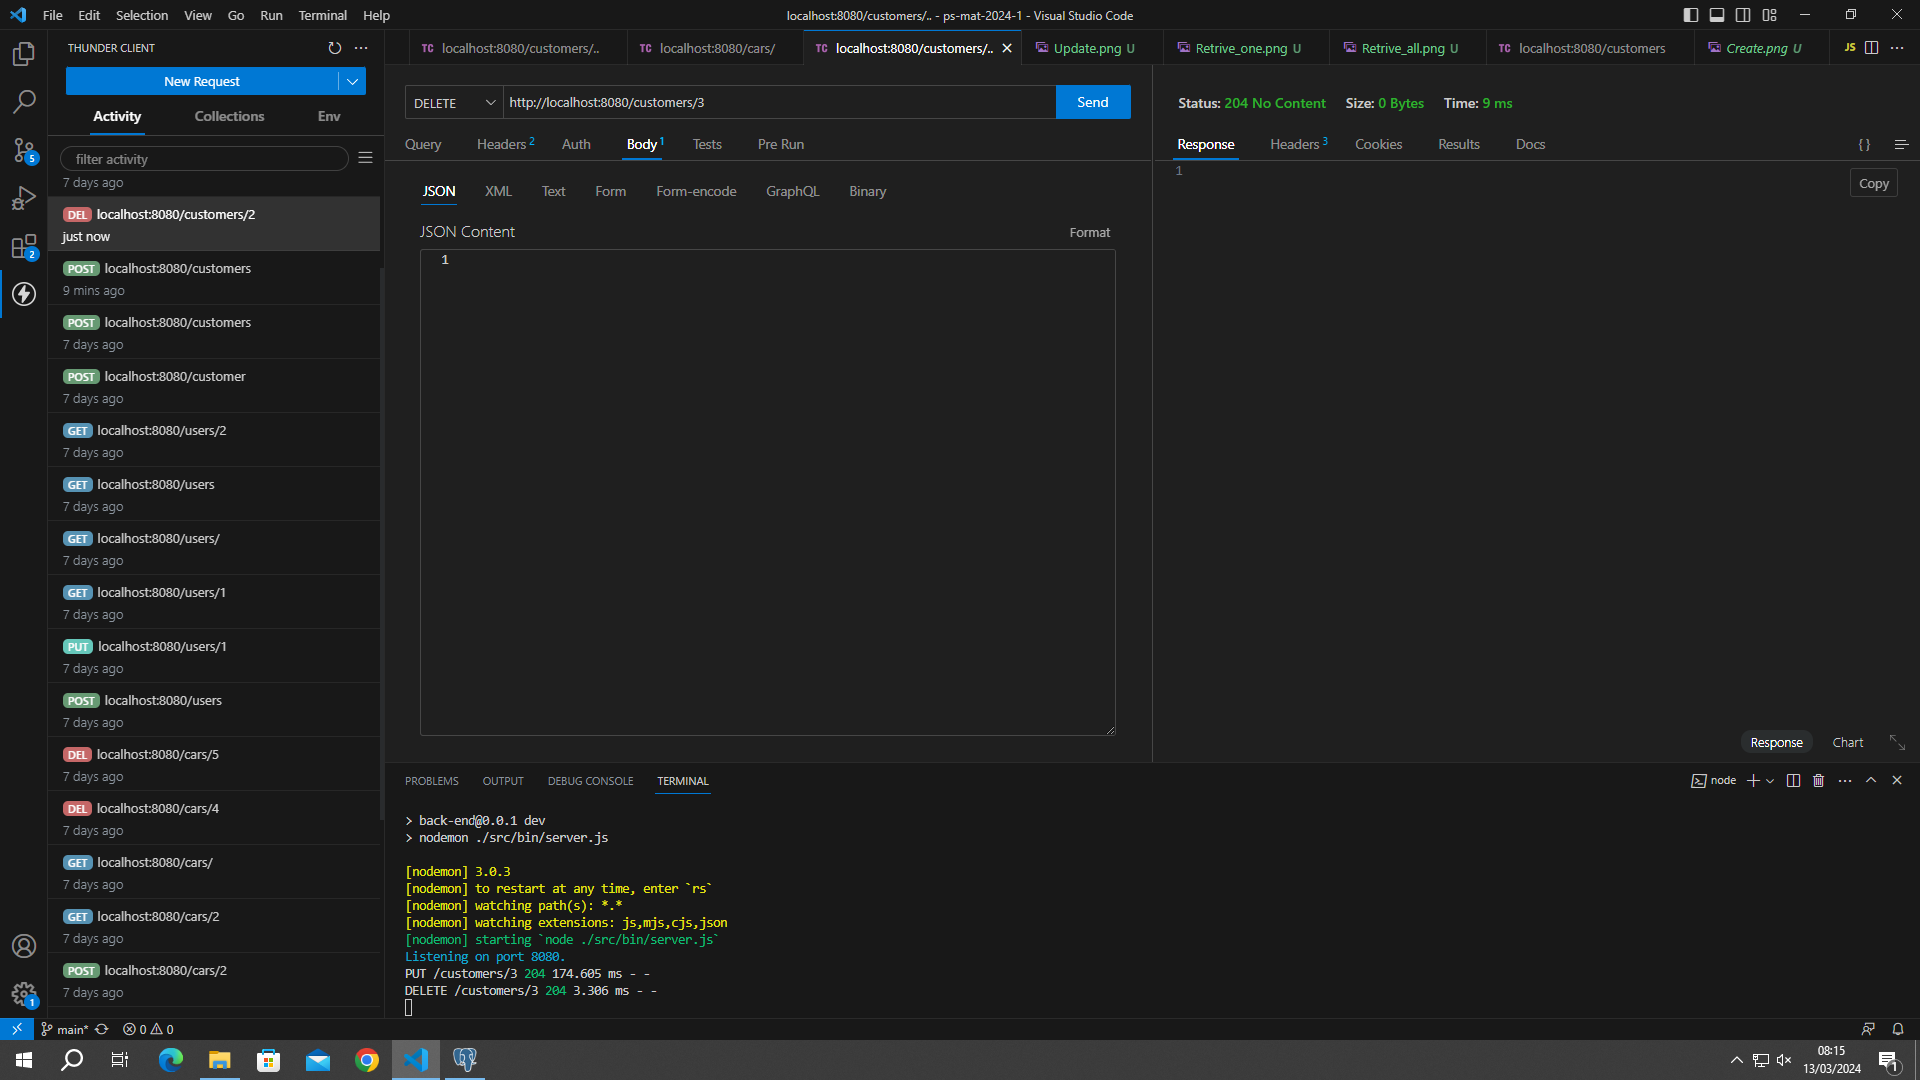 File Edit Selection View Go Run Terminal Help
localhost:8080/customers/.. - ps-mat-2024-1 - Visual Studio Code
THUNDER CLIENT
New Request
Activity Collections Env
filter activity
7 days ago
DEL localhost:8080/customers/2
just now
POST localhost:8080/customers
9 mins ago
POST localhost:8080/customers
7 days ago
POST localhost:8080/customer
7 days ago
GET localhost:8080/users/2
7 days ago
GET localhost:8080/users
7 days ago
GET localhost:8080/users/
7 days ago
GET localhost:8080/users/1
7 days ago
PUT localhost:8080/users/1
7 days ago
POST localhost:8080/users
7 days ago
DEL localhost:8080/cars/5
7 days ago
DEL localhost:8080/cars/4
7 days ago
GET localhost:8080/cars/
7 days ago
GET localhost:8080/cars/2
7 days ago
POST localhost:8080/cars/2
7 days ago
5
2
1
TC localhost:8080/customers/.. TC localhost:8080/cars/ TC localhost:8080/customers/.. Update.png U Retrive_one.png U Retrive_all.png U TC localhost:8080/customers Create.png U JS
DELETE http://localhost:8080/customers/3 Send
Query Headers 2 Auth Body 1 Tests Pre Run
JSON XML Text Form Form-encode GraphQL Binary
JSON Content Format
1
Status: 204 No Content Size: 0 Bytes Time: 9 ms
Response Headers 3 Cookies Results Docs {}
1
Copy
Response Chart
PROBLEMS OUTPUT DEBUG CONSOLE TERMINAL
node
> back-end@0.0.1 dev
> nodemon ./src/bin/server.js
[nodemon] 3.0.3
[nodemon] to restart at any time, enter `rs`
[nodemon] watching path(s): *.*
[nodemon] watching extensions: js,mjs,cjs,json
[nodemon] starting `node ./src/bin/server.js`
Listening on port 8080.
PUT /customers/3 204 174.605 ms - -
DELETE /customers/3 204 3.306 ms - -
main* 0 0
08:15
13/03/2024
1